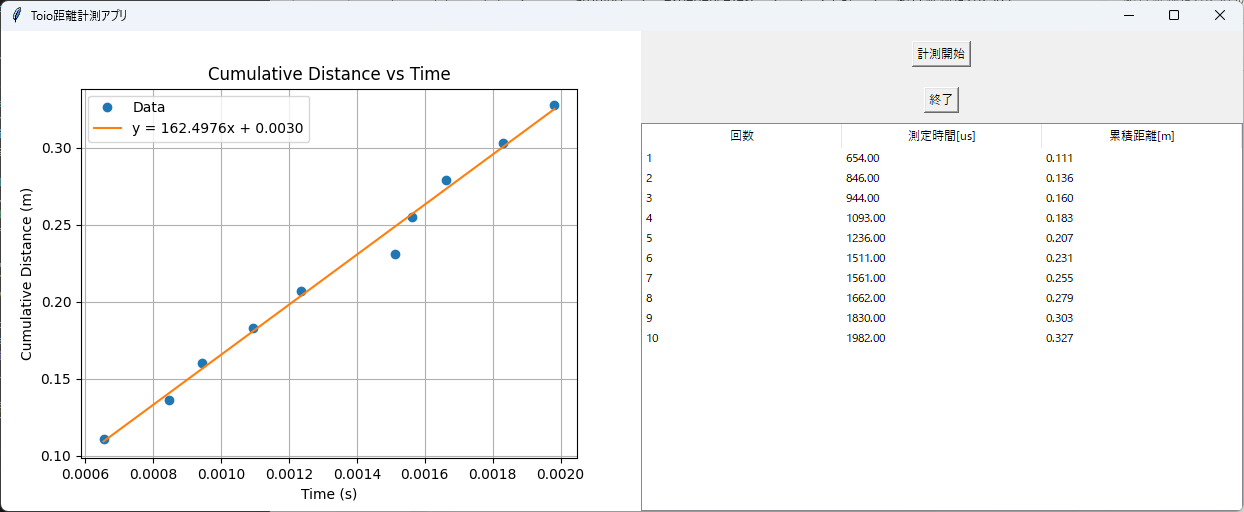 Toio距離計測アプリ
Cumulative Distance vs Time
Data
y = 162.4976x + 0.0030
Cumulative Distance (m)
0.30
0.25
0.20
0.15
0.10
0.0006 0.0008 0.0010 0.0012 0.0014 0.0016 0.0018 0.0020
Time (s)
計測開始
終了
回数 測定時間[us] 累積距離[m]
1 654.00 0.111
2 846.00 0.136
3 944.00 0.160
4 1093.00 0.183
5 1236.00 0.207
6 1511.00 0.231
7 1561.00 0.255
8 1662.00 0.279
9 1830.00 0.303
10 1982.00 0.327